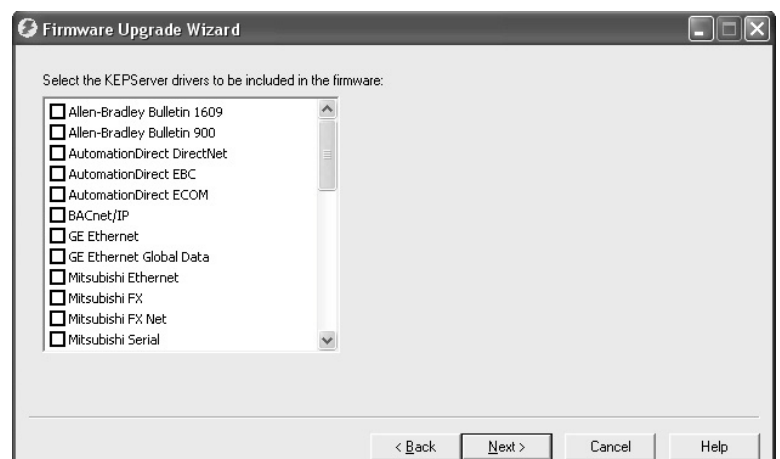 Firmware Upgrade Wizard
Select the KEPServer drivers to be included in the firmware:
Allen-Bradley Bulletin 1609
Allen-Bradley Bulletin 900
AutomationDirect DirectNet
AutomationDirect EBC
AutomationDirect ECOM
BACnet/IP
GE Ethernet
GE Ethernet Global Data
Mitsubishi Ethernet
Mitsubishi FX
Mitsubishi FX Net
Mitsubishi Serial
< Back Next > Cancel Help